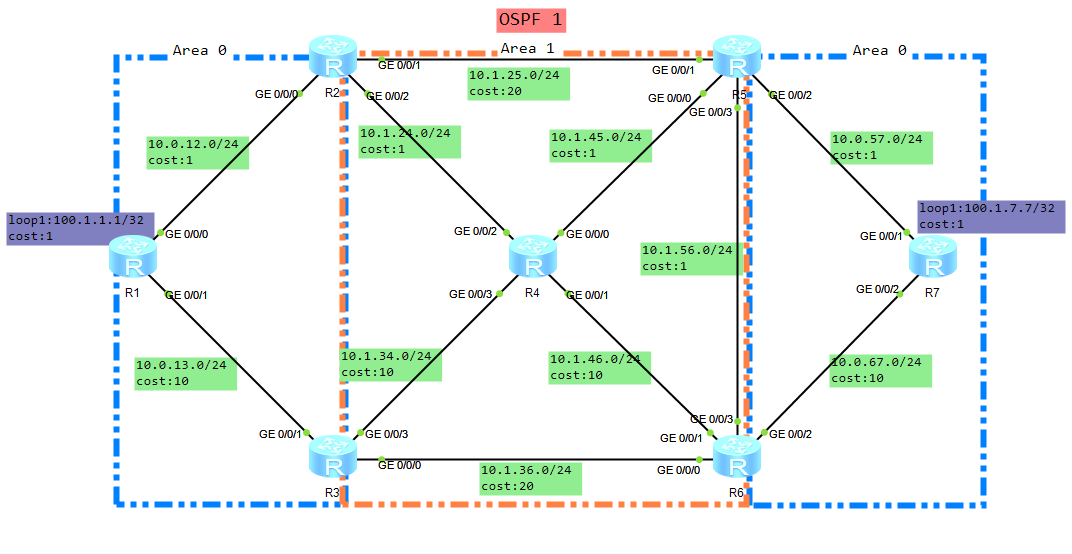 OSPF 1
Area 0
Area 1
Area 0
R2
GE 0/0/1
10.1.25.0/24
cost:20
GE 0/0/1
R5
GE 0/0/0
GE 0/0/2
GE 0/0/0
GE 0/0/3
GE 0/0/2
10.0.12.0/24
cost:1
10.1.24.0/24
cost:1
10.1.45.0/24
cost:1
10.0.57.0/24
cost:1
loop1:100.1.1.1/32
cost:1
GE 0/0/0
GE 0/0/2
GE 0/0/0
10.1.56.0/24
cost:1
GE 0/0/1
loop1:100.1.7.7/32
cost:1
R1
GE 0/0/1
GE 0/0/3
R4
GE 0/0/1
GE 0/0/2
R7
10.0.13.0/24
cost:10
10.1.34.0/24
cost:10
10.1.46.0/24
cost:10
10.0.67.0/24
cost:10
GE 0/0/1
GE 0/0/3
GE 0/0/3
GE 0/0/1
GE 0/0/2
R3
GE 0/0/0
10.1.36.0/24
cost:20
GE 0/0/0
R6